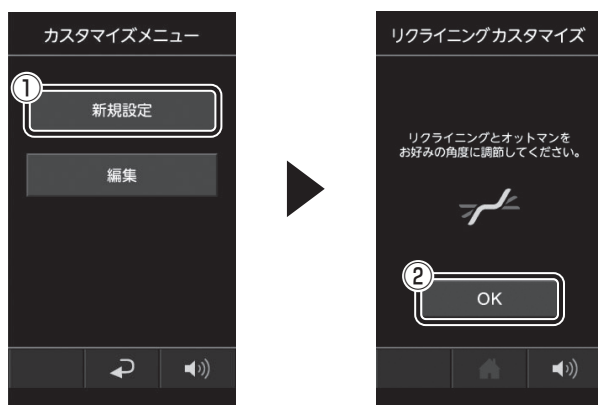 カスタマイズメニュー
①
新規設定
編集
リクライニングカスタマイズ
リクライニングとオットマンを
お好みの角度に調節してください。
②
OK